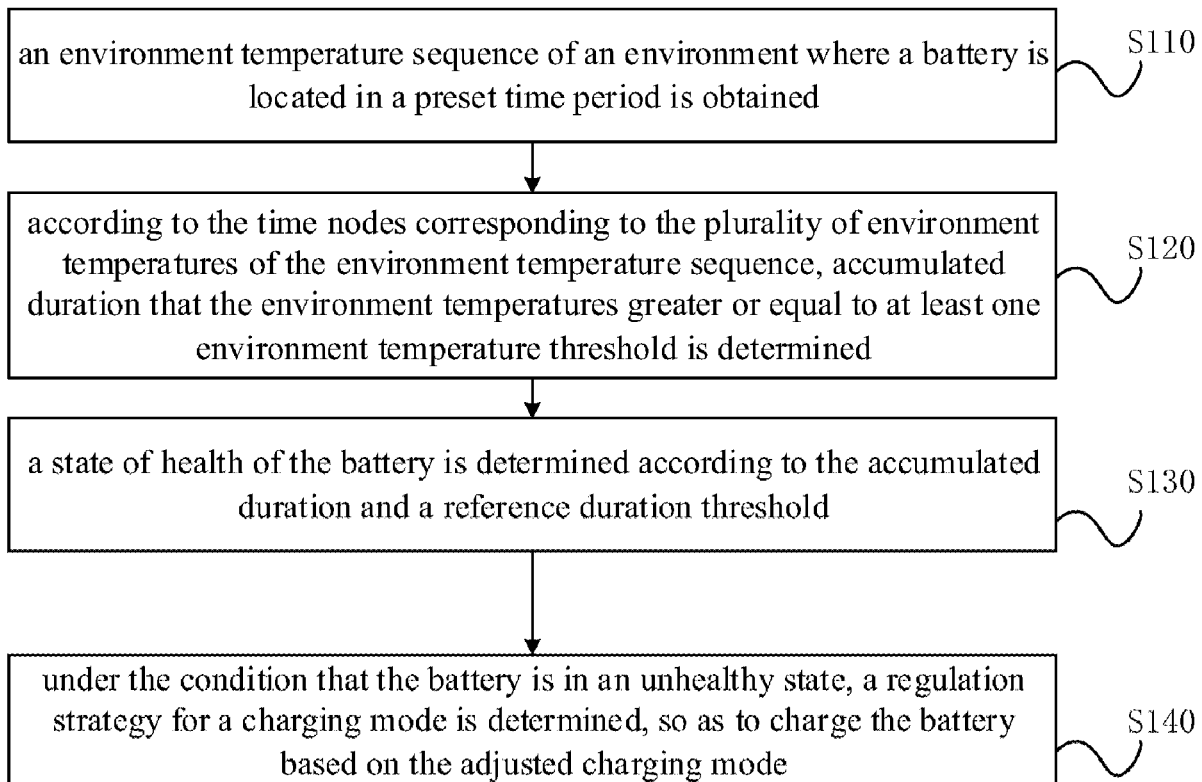 an environment temperature sequence of an environment where a battery is
located in a preset time period is obtained
S110
according to the time nodes corresponding to the plurality of environment
temperatures of the environment temperature sequence, accumulated
duration that the environment temperatures greater or equal to at least one
environment temperature threshold is determined
S120
a state of health of the battery is determined according to the accumulated
duration and a reference duration threshold
S130
under the condition that the battery is in an unhealthy state, a regulation
strategy for a charging mode is determined, so as to charge the battery
based on the adjusted charging mode
S140